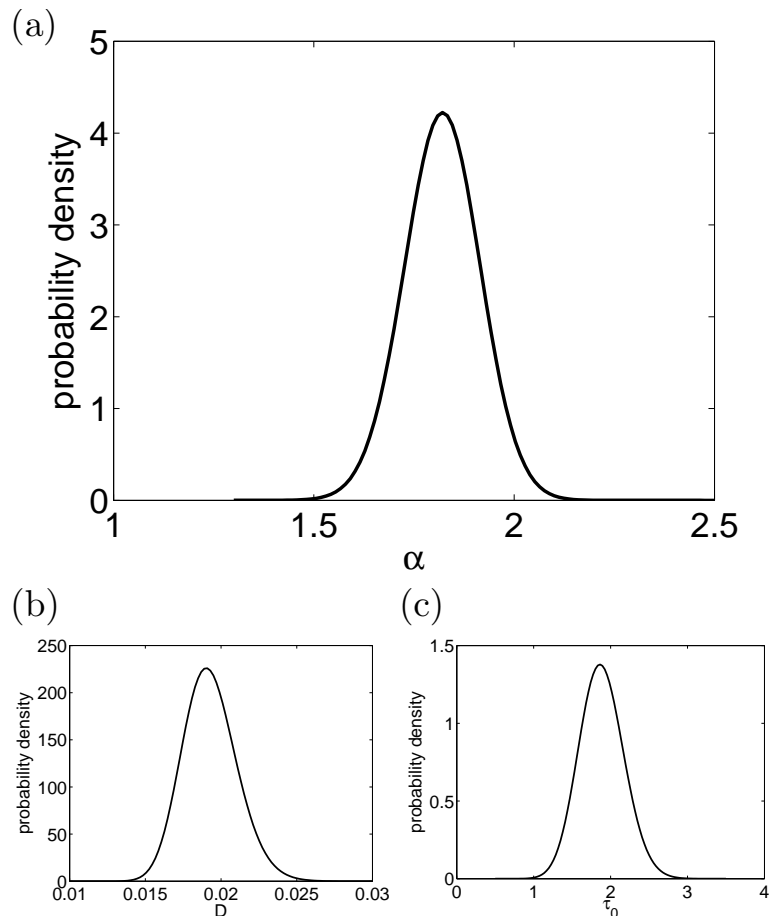 (a)
probability density
5
4
3
2
1
0
1 1.5 2 2.5
α
(b)
probability density
250
200
150
100
50
0
0.01 0.015 0.02 0.025 0.03
D
(c)
probability density
1.5
1
0.5
0
0 1 2 3 4
τ₀